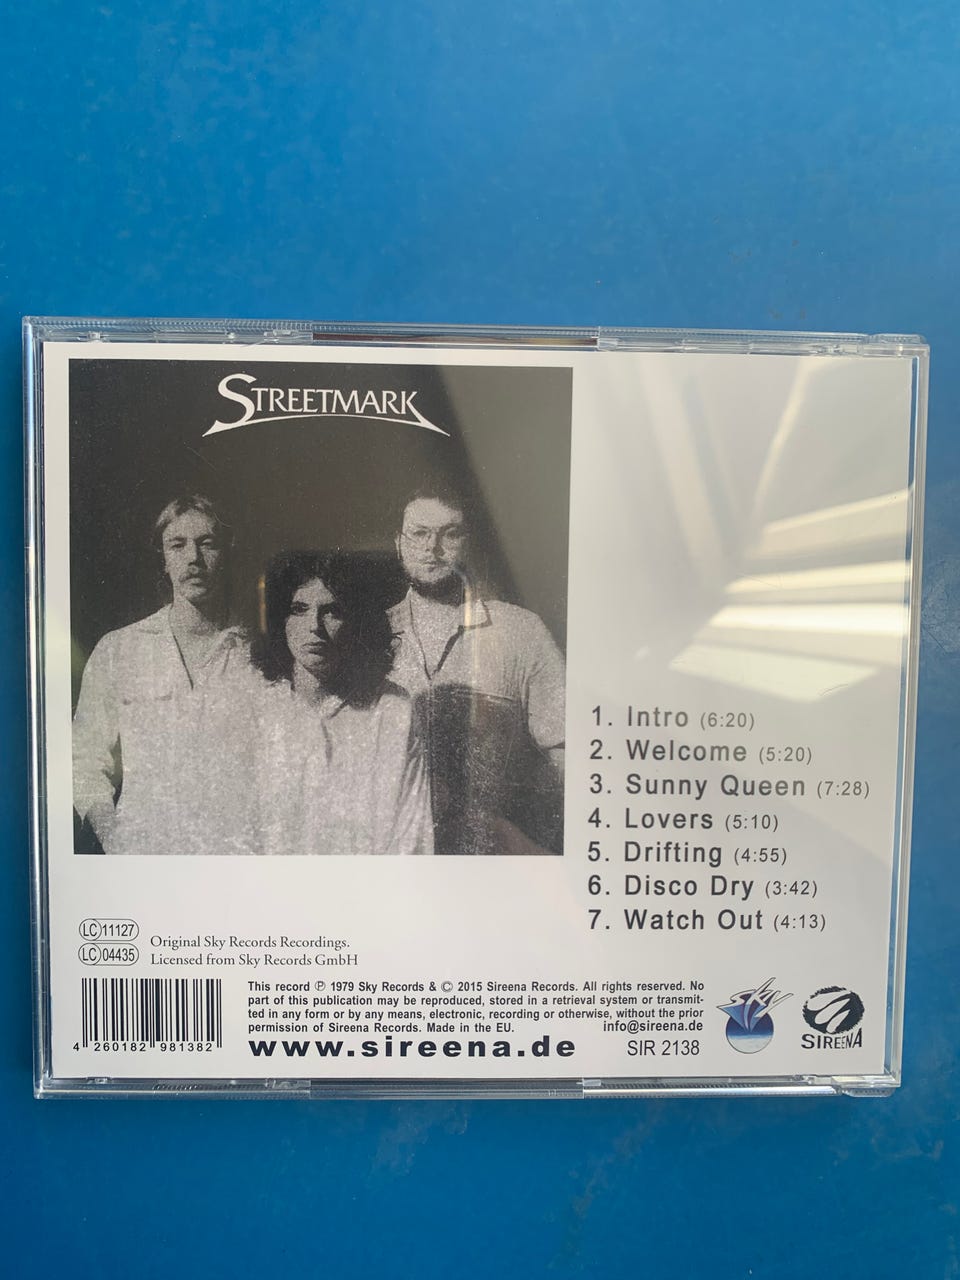 STREETMARK
1. Intro (6:20)
2. Welcome (5:20)
3. Sunny Queen (7:28)
4. Lovers (5:10)
5. Drifting (4:55)
6. Disco Dry (3:42)
7. Watch Out (4:13)
LC 11127
LC 04435
Original Sky Records Recordings.
Licensed from Sky Records GmbH
This record ℗ 1979 Sky Records & © 2015 Sireena Records. All rights reserved. No
part of this publication may be reproduced, stored in a retrieval system or transmit-
ted in any form or by any means, electronic, recording or otherwise, without the prior
permission of Sireena Records. Made in the EU. info@sireena.de
www.sireena.de SIR 2138
4 260182 981382
sky
SIREENA